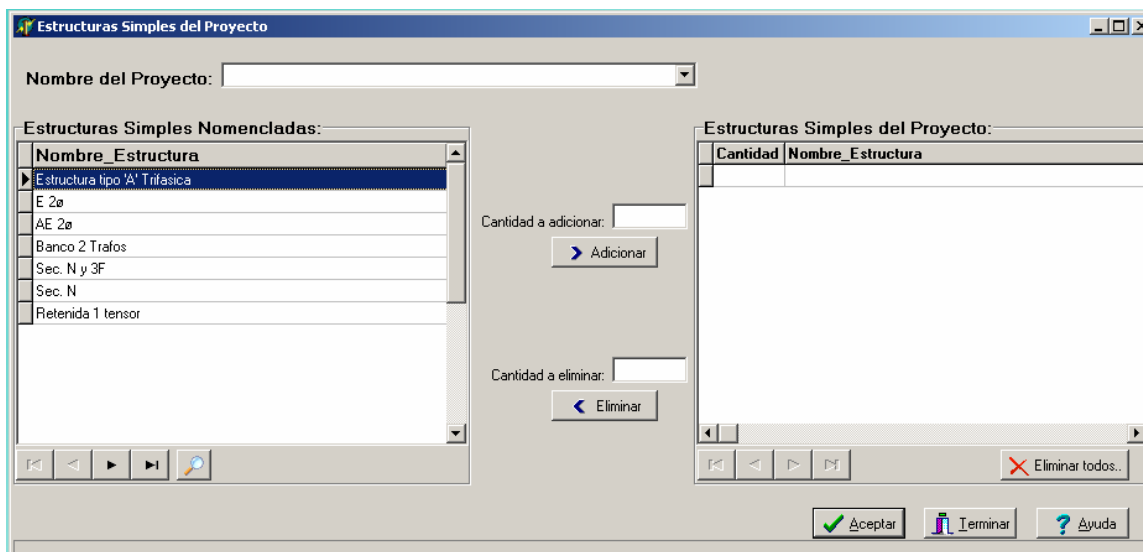 Estructuras Simples del Proyecto
Nombre del Proyecto:
Estructuras Simples Nomencladas:
Nombre_Estructura
Estructura tipo 'A' Trifasica
E 2ø
AE 2ø
Banco 2 Trafos
Sec. N y 3F
Sec. N
Retenida 1 tensor
Cantidad a adicionar:
Adicionar
Cantidad a eliminar:
Eliminar
Estructuras Simples del Proyecto:
Cantidad Nombre_Estructura
Eliminar todos..
Aceptar Terminar Ayuda